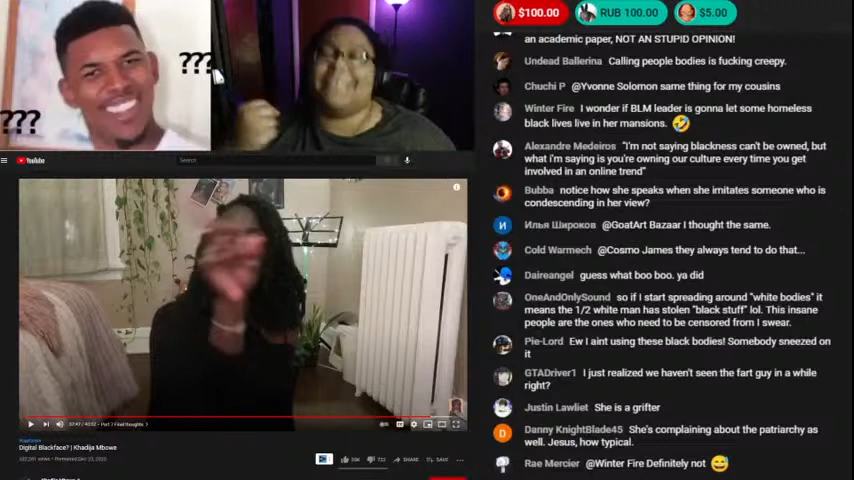 $100.00 RUB 100.00 $5.00
an academic paper, NOT AN STUPID OPINION!
Undead Ballerina Calling people bodies is fucking creepy.
Chuchi P @Yvonne Solomon same thing for my cousins
Winter Fire I wonder if BLM leader is gonna let some homeless
black lives live in her mansions. 🤣
Alexandre Medeiros "I'm not saying blackness can't be owned, but
what i'm saying is you're owning our culture every time you get
involved in an online trend"
Bubba notice how she speaks when she imitates someone who is
condescending in her view?
И Илья Широков @GoatArt Bazaar I thought the same.
Cold Warmech @Cosmo James they always tend to do that...
Daireangel guess what boo boo. ya did
OneAndOnlySound so if I start spreading around "white bodies" it
means the 1/2 white man has stolen "black stuff" lol. This insane
people are the ones who need to be censored from I swear.
Pie-Lord Ew I aint using these black bodies! Somebody sneezed on
it
GTADriver1 I just realized we haven't seen the fart guy in a while
right?
Justin Lawliet She is a grifter
D Danny KnightBlade45 She's complaining about the patriarchy as
well. Jesus, how typical.
Rae Mercier @Winter Fire Definitely not 😅
???
???
YouTube Search
Digital Blackface? | Khadija Mbowe
SHARE SAVE